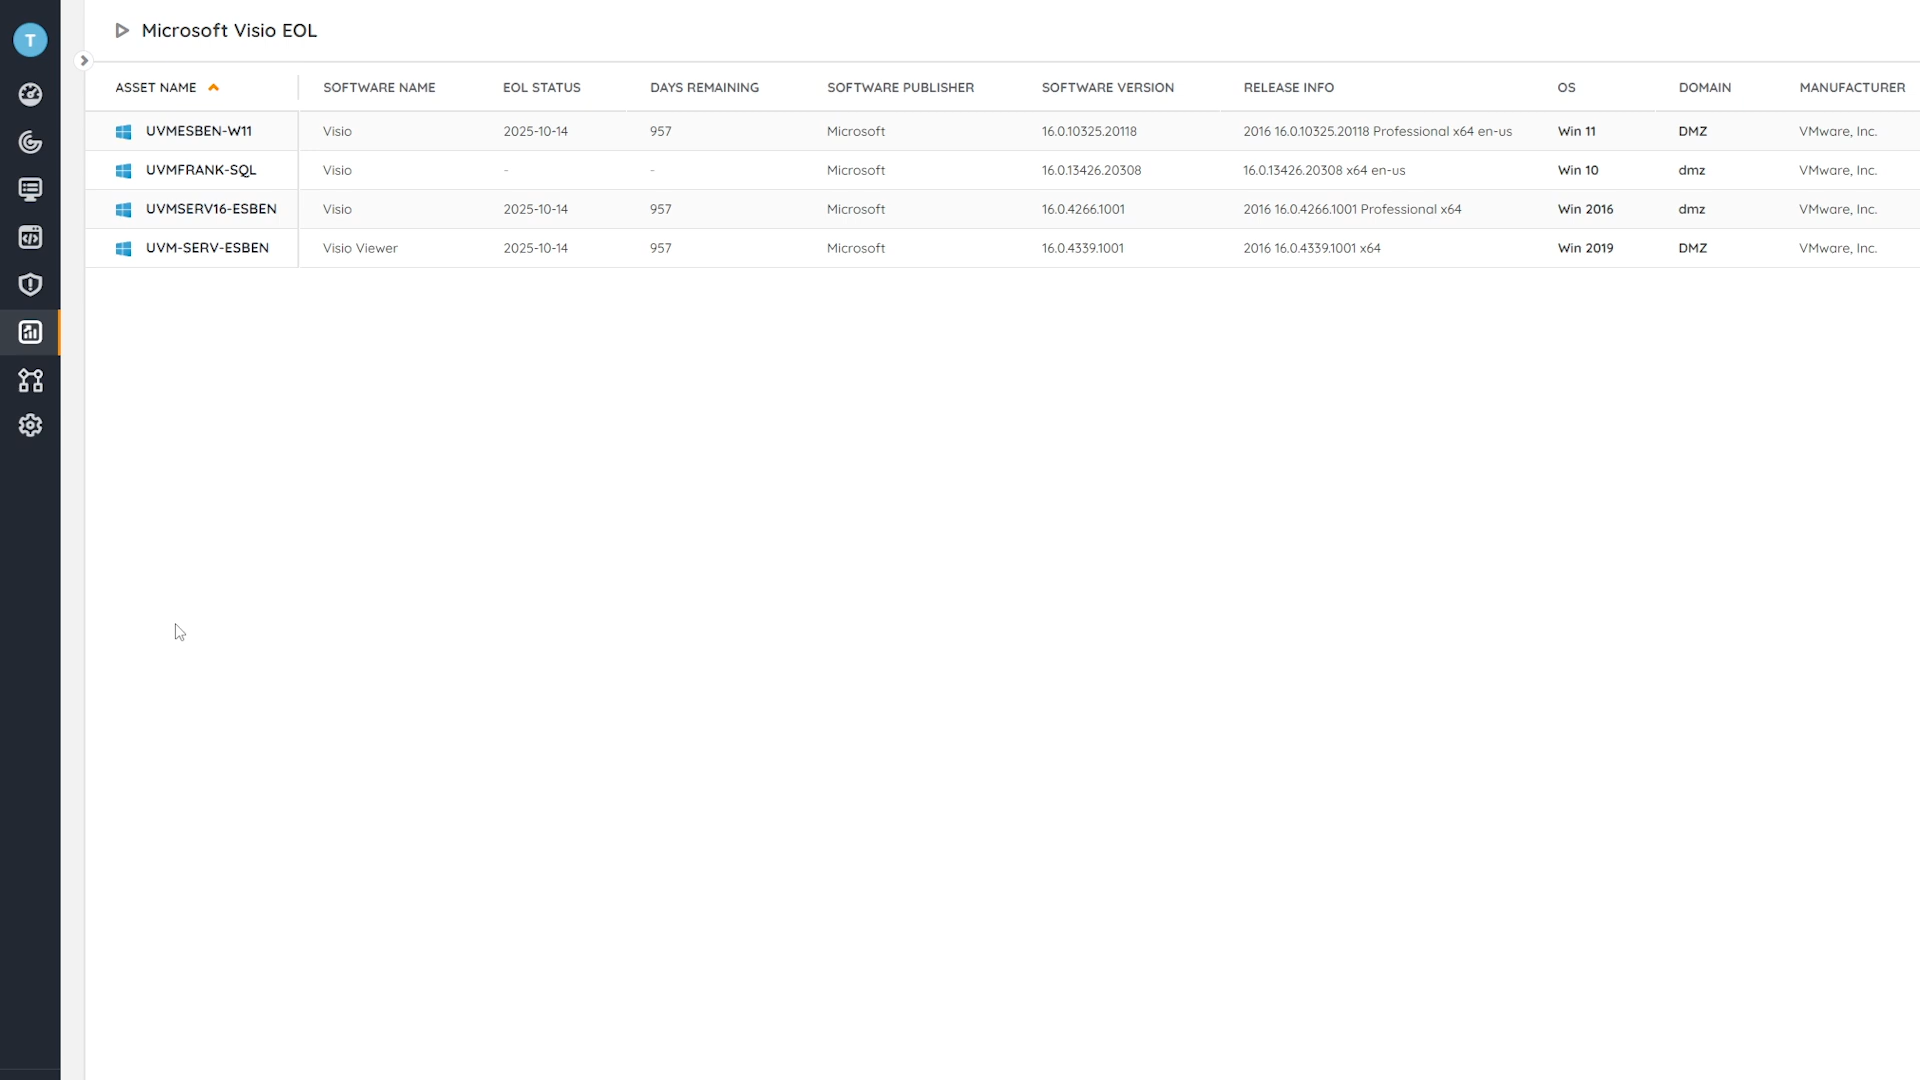 T
Microsoft Visio EOL
ASSET NAME SOFTWARE NAME EOL STATUS DAYS REMAINING SOFTWARE PUBLISHER SOFTWARE VERSION RELEASE INFO OS DOMAIN MANUFACTURER
UVMESBEN-W11 Visio 2025-10-14 957 Microsoft 16.0.10325.20118 2016 16.0.10325.20118 Professional x64 en-us Win 11 DMZ VMware, Inc.
UVMFRANK-SQL Visio - - Microsoft 16.0.13426.20308 16.0.13426.20308 x64 en-us Win 10 dmz VMware, Inc.
UVMSERV16-ESBEN Visio 2025-10-14 957 Microsoft 16.0.4266.1001 2016 16.0.4266.1001 Professional x64 Win 2016 dmz VMware, Inc.
UVM-SERV-ESBEN Visio Viewer 2025-10-14 957 Microsoft 16.0.4339.1001 2016 16.0.4339.1001 x64 Win 2019 DMZ VMware, Inc.